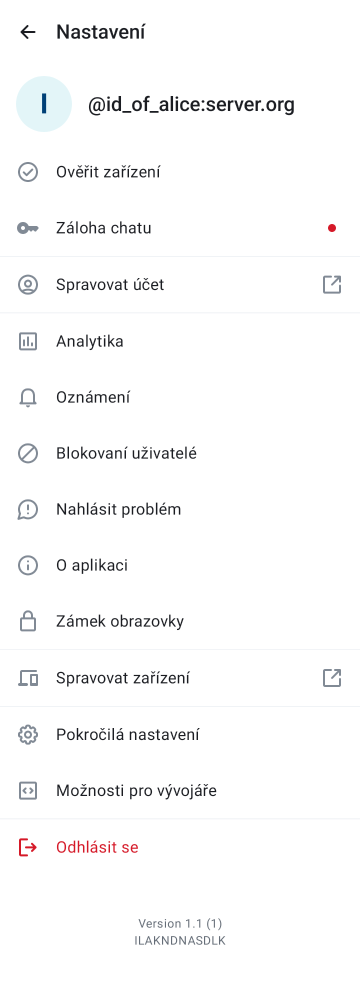 Nastavení
I
@id_of_alice:server.org
Ověřit zařízení
Záloha chatu
Spravovat účet
Analytika
Oznámení
Blokovaní uživatelé
Nahlásit problém
O aplikaci
Zámek obrazovky
Spravovat zařízení
Pokročilá nastavení
Možnosti pro vývojáře
Odhlásit se
Version 1.1 (1)
ILAKNDNASDLK